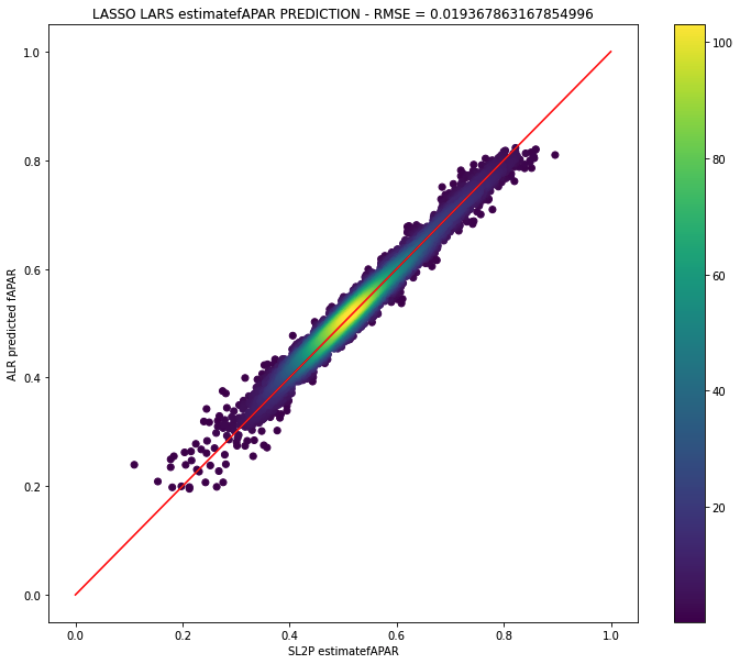 LASSO LARS estimatefAPAR PREDICTION - RMSE = 0.019367863167854996
1.0
0.8
0.6
0.4
0.2
0.0
ALR predicted fAPAR
0.0 0.2 0.4 0.6 0.8 1.0
SL2P estimatefAPAR
100
80
60
40
20